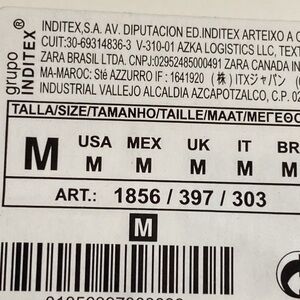 grupo INDITEX ®
INDITEX,S.A. AV. DIPUTACION ED.INDITEX ARTEIXO A
CUIT:30-69314836-3 V-310-01 AZKA LOGISTICS LLC, TEXT
ZARA BRASIL LTDA. CNPJ:02952485000491 ZARA CANADA IN
MA-MAROC: Sté AZZURRO IF : 1641920 (株) ITXジャパン
INDUSTRIAL VALLEJO ALCALDIA AZCAPOTZALCO, C.P. 02
TALLA/SIZE/TAMANHO/TAILLE/MAAT/ΜΕΓΕΘΟ
M USA MEX UK IT BR
M M M M M
ART.: 1856 / 397 / 303
M